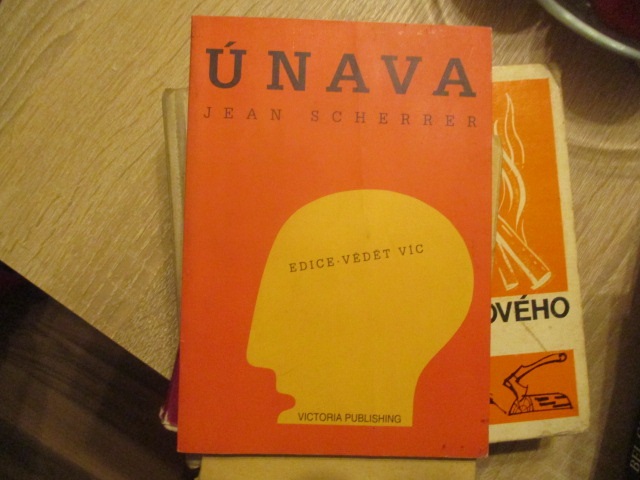 ÚNAVA
JEAN SCHERRER
EDICE-VĚDĚT VÍC
VICTORIA PUBLISHING
OVÉHO